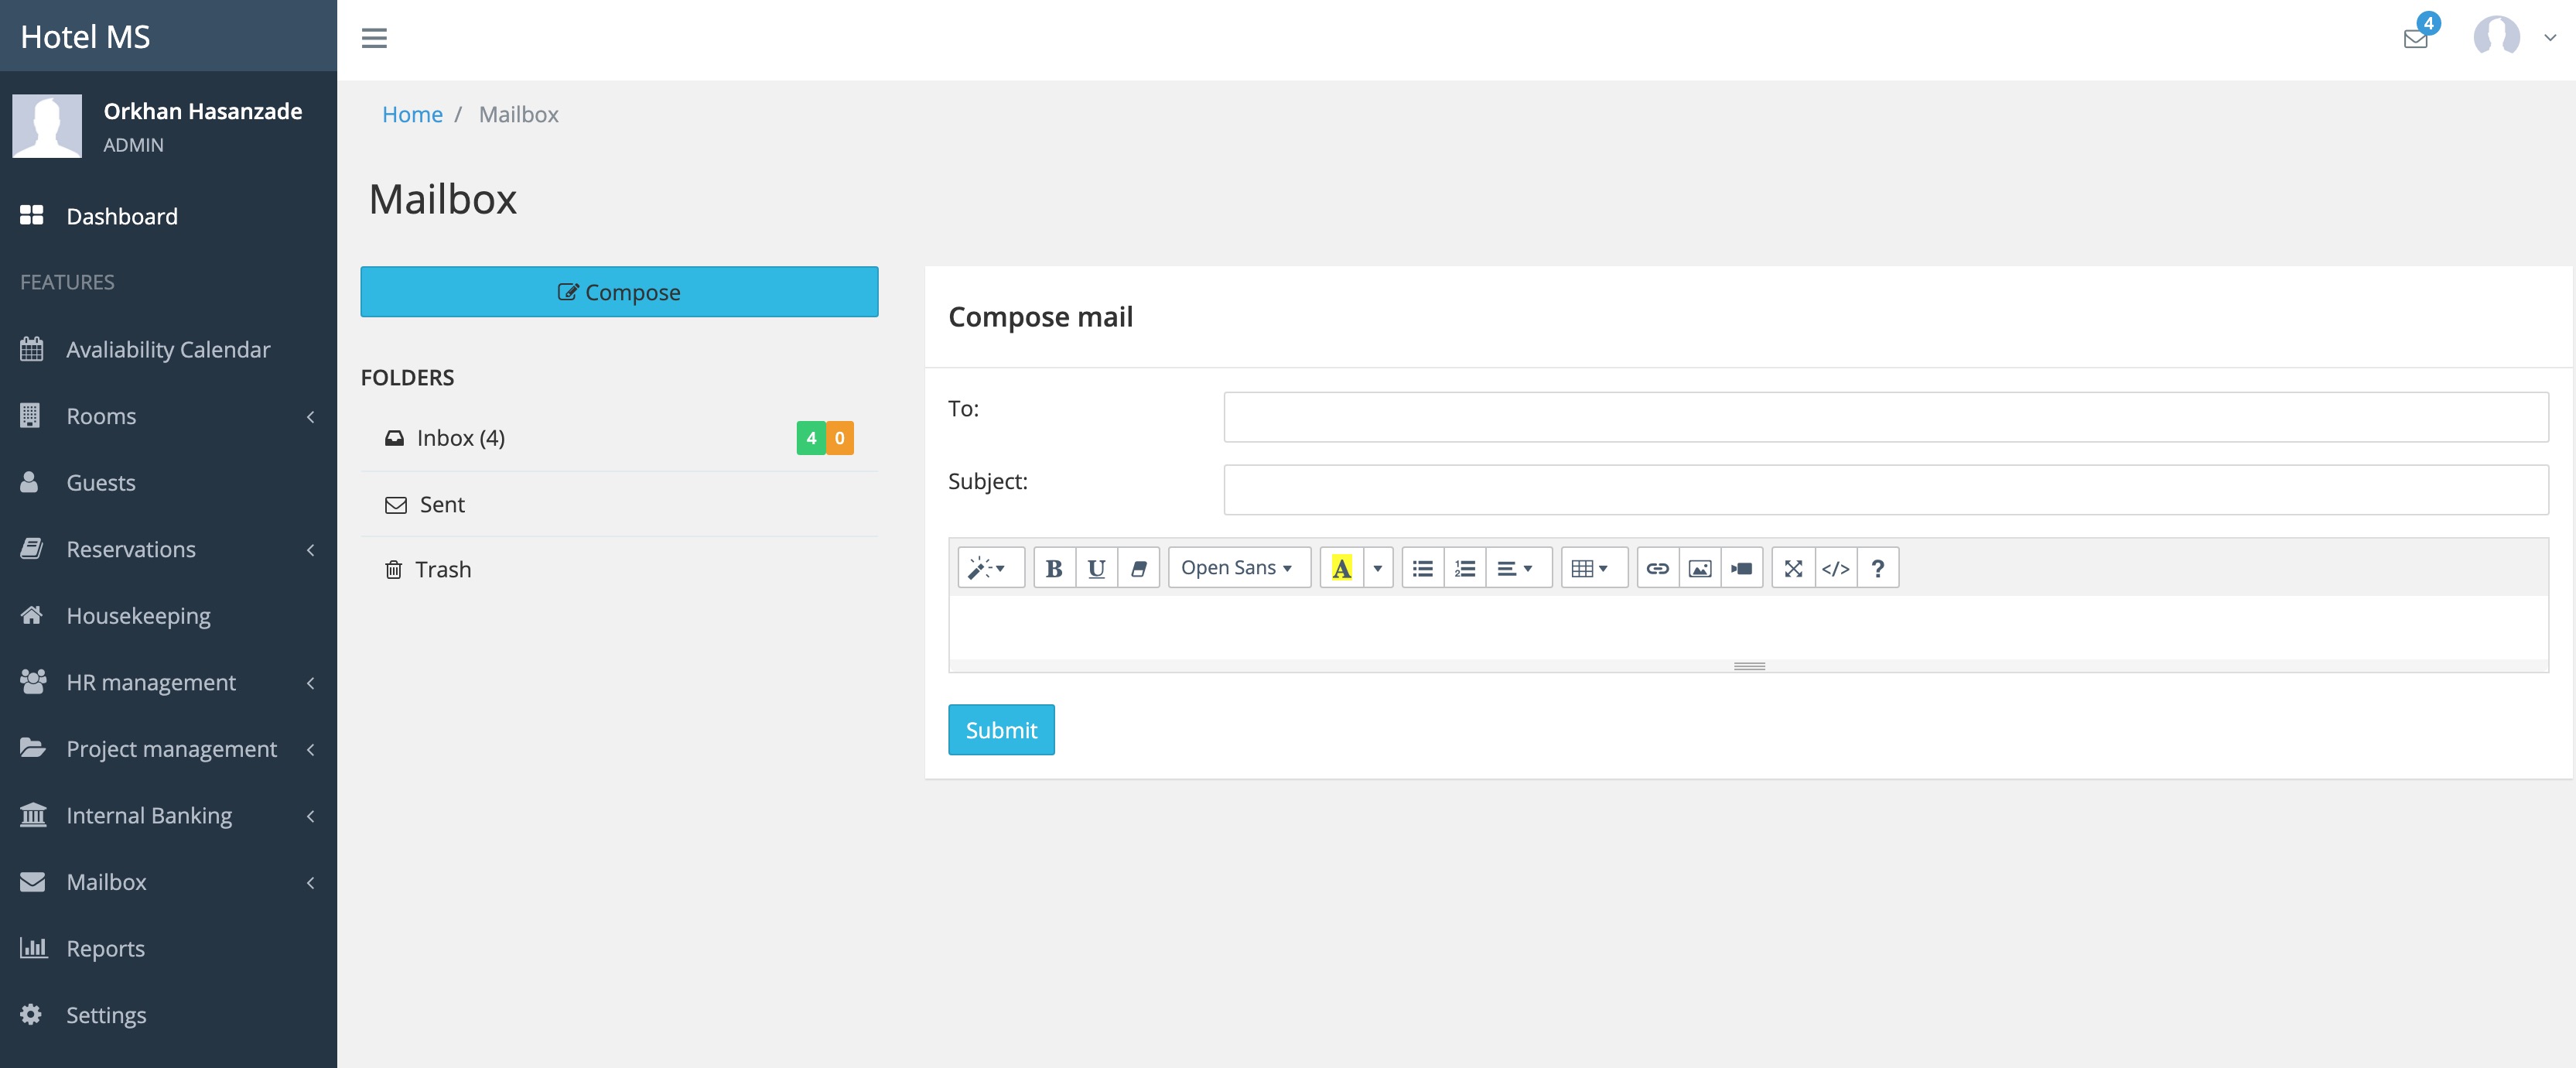 Hotel MS
4
Orkhan Hasanzade
ADMIN
Dashboard
FEATURES
Avaliability Calendar
Rooms
Guests
Reservations
Housekeeping
HR management
Project management
Internal Banking
Mailbox
Reports
Settings
Home / Mailbox
Mailbox
Compose
FOLDERS
Inbox (4) 4 0
Sent
Trash
Compose mail
To:
Subject:
B U Open Sans A </> ?
Submit